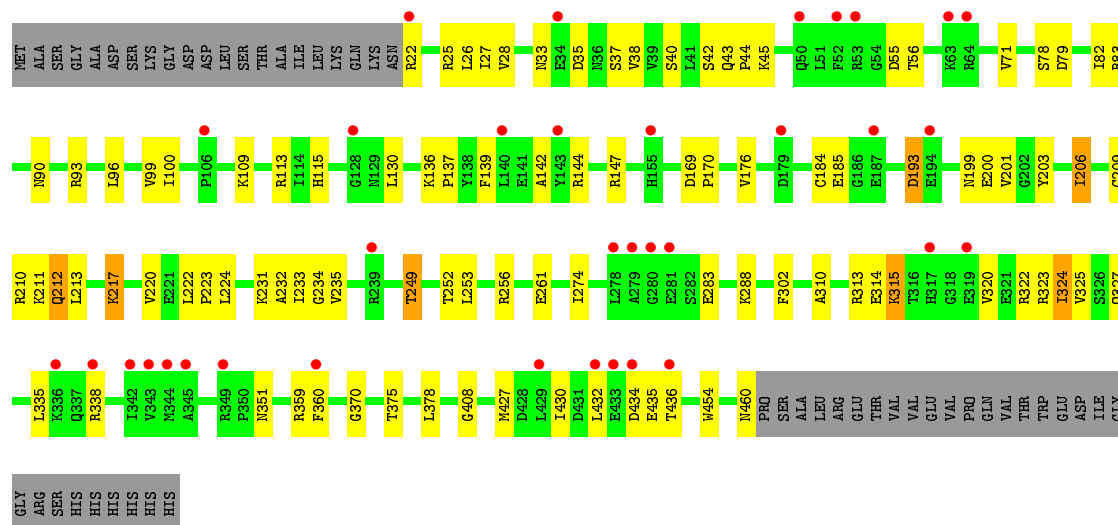 MET ALA SER GLY ALA ASP SER LYS GLY ASP ASP LEU SER THR ALA ILE LEU LYS GLN LYS ASN R22 R25 L26 I27 V28 N33 E34 D35 N36 S37 V38 V39 S40 L41 S42 Q43 P44 K45 Q50 L51 F52 R53 G54 D55 T56 K63 R64 V71 S78 D79 I82
N90 R93 L96 V99 I100 P106 K109 R113 I114 H115 G128 N129 L130 K136 P137 Y138 F139 L140 E141 A142 Y143 R144 R147 H155 D169 P170 V176 D179 C184 E185 G186 E187 D193 E194 N199 E200 V201 G202 Y203 I206
R210 K211 Q212 L213 K217 V220 E221 L222 P223 L224 K231 A232 I233 G234 V235 R239 T249 T252 L253 R256 E261 I274 L278 A279 G280 E281 S282 E283 K288 F302 A310 R313 E314 K315 T316 H317 G318 E319 V320 E321 R322 R323 I324 V325 S326
L335 K336 Q337 R338 I342 V343 M344 A345 R349 P350 N351 R359 F360 G370 T375 L378 G408 M427 D428 L429 I430 D431 L432 E433 D434 E435 T436 W454 N460 PRO SER ALA LEU ARG GLU THR VAL VAL GLU VAL PRO GLN VAL THR TRP GLU ASP ILE GLY
GLY ARG SER HIS HIS HIS HIS HIS HIS